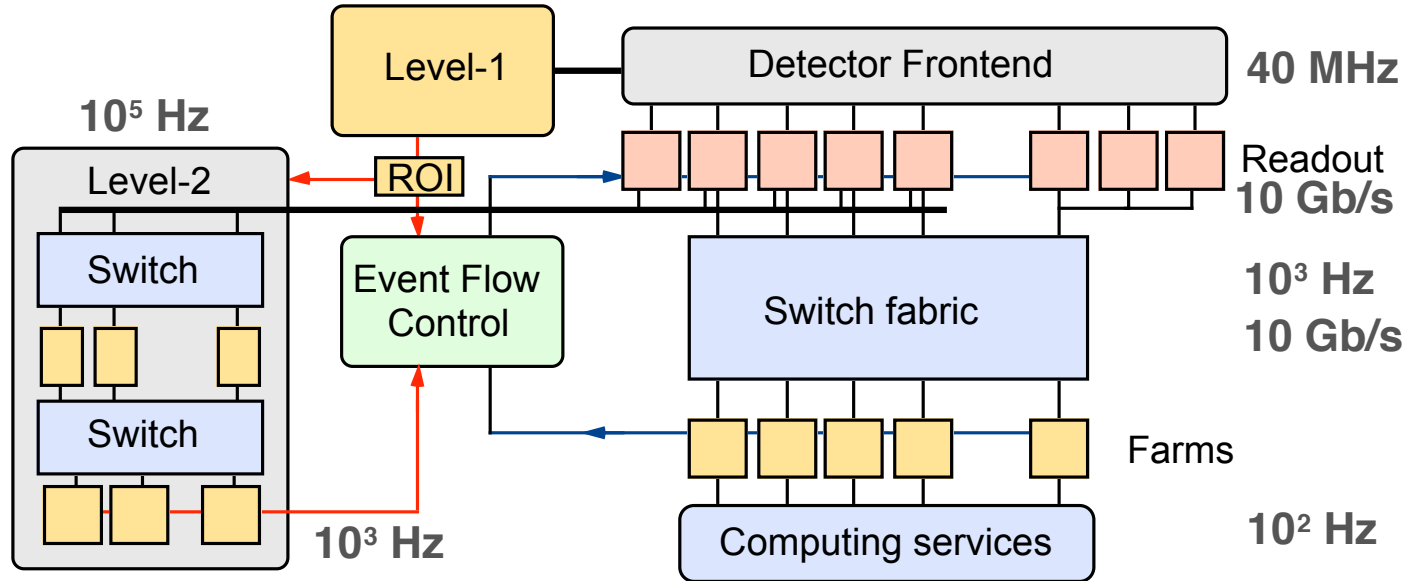 Level-1
Detector Frontend
40 MHz
10⁵ Hz
Level-2
ROI
Readout
10 Gb/s
Switch
Event Flow
Control
Switch fabric
10³ Hz
10 Gb/s
Switch
Farms
10³ Hz
Computing services
10² Hz